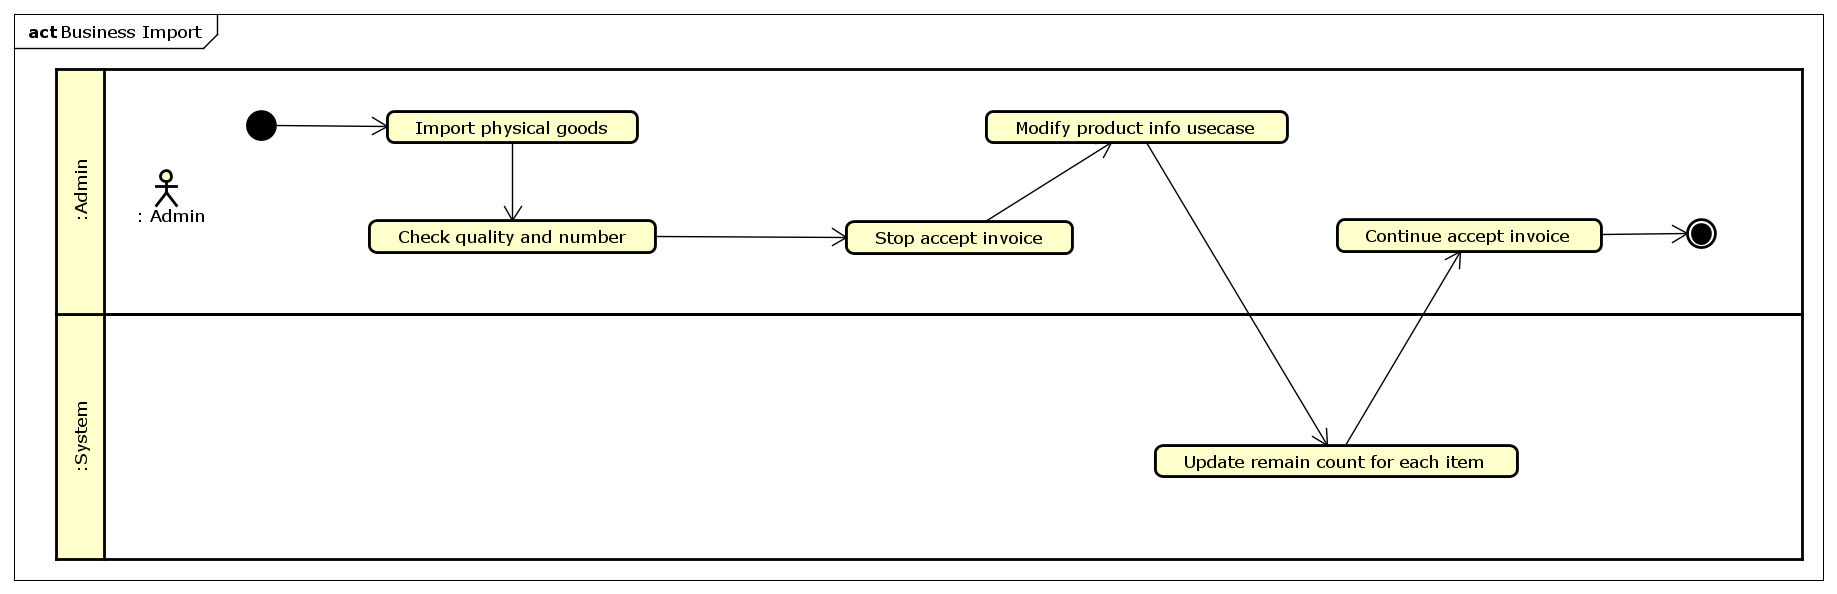 act Business Import
:Admin
: Admin
Import physical goods
Check quality and number
Stop accept invoice
Modify product info usecase
Continue accept invoice
:System
Update remain count for each item